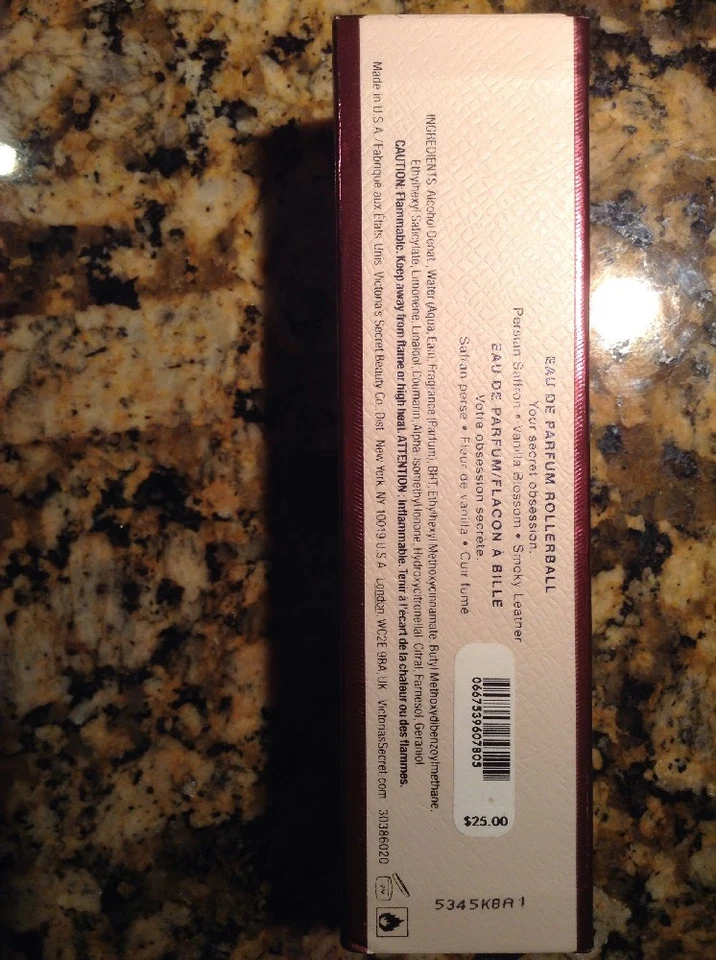 EAU DE PARFUM ROLLERBALL
Your secret obsession.
Persian Saffron • Vanilla Blossom • Smoky Leather
EAU DE PARFUM/FLACON À BILLE
Votre obsession secrète.
Safran perse • Fleur de vanille • Cuir fumé
INGREDIENTS: Alcohol Denat., Water (Aqua, Eau), Fragrance (Parfum), BHT, Ethylhexyl Methoxycinnamate, Butyl Methoxydibenzoylmethane,
Ethylhexyl Salicylate, Limonene, Linalool, Coumarin, Alpha-Isomethyl Ionone, Hydroxycitronellal, Citral, Farnesol, Geraniol
CAUTION: Flammable. Keep away from flame or high heat. ATTENTION : Inflammable. Tenir à l'écart de la chaleur ou des flammes.
Made in U.S.A./Fabriqué aux États-Unis Victoria's Secret Beauty Co., Dist. New York, NY 10019 U.S.A. London, WC2E 9BA, UK VictoriasSecret.com 30386020
0667539607805
$25.00
5345K8A1